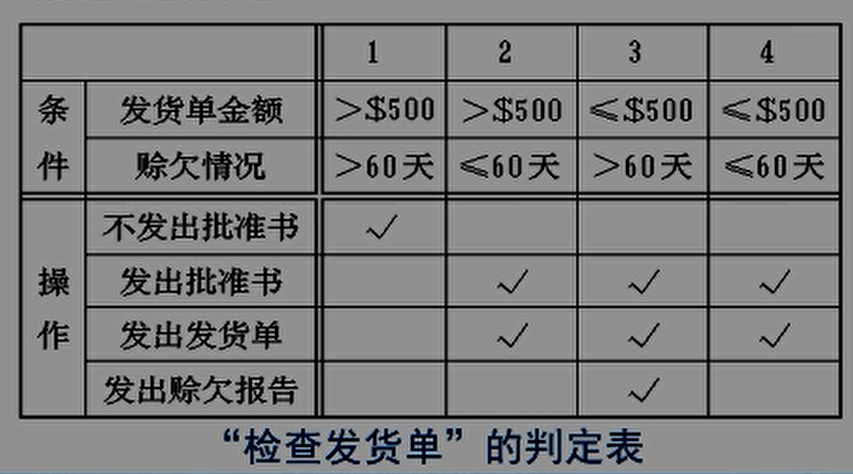 1 2 3 4
条件 发货单金额 >$500 >$500 ≤$500 ≤$500
赊欠情况 >60天 ≤60天 >60天 ≤60天
操作 不发出批准书 ✓
发出批准书 ✓ ✓ ✓
发出发货单 ✓ ✓ ✓
发出赊欠报告 ✓
“检查发货单”的判定表